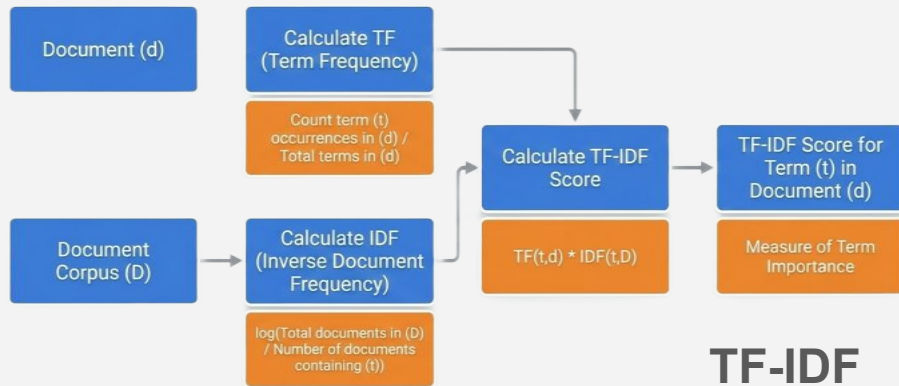 Document (d)
Calculate TF
(Term Frequency)
Count term (t)
occurrences in (d) /
Total terms in (d)
Calculate TF-IDF
Score
TF(t,d) * IDF(t,D)
TF-IDF Score for
Term (t) in
Document (d)
Measure of Term
Importance
Document
Corpus (D)
Calculate IDF
(Inverse Document
Frequency)
log(Total documents in (D)
/ Number of documents
containing (t))
TF-IDF